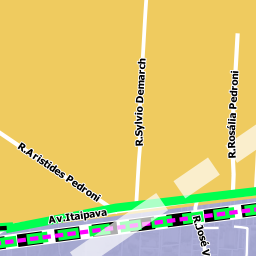 R.Sylvio Demarch
R.Rosália Pedroni
R.Aristides Pedroni
Av.Itaipava
R.José V